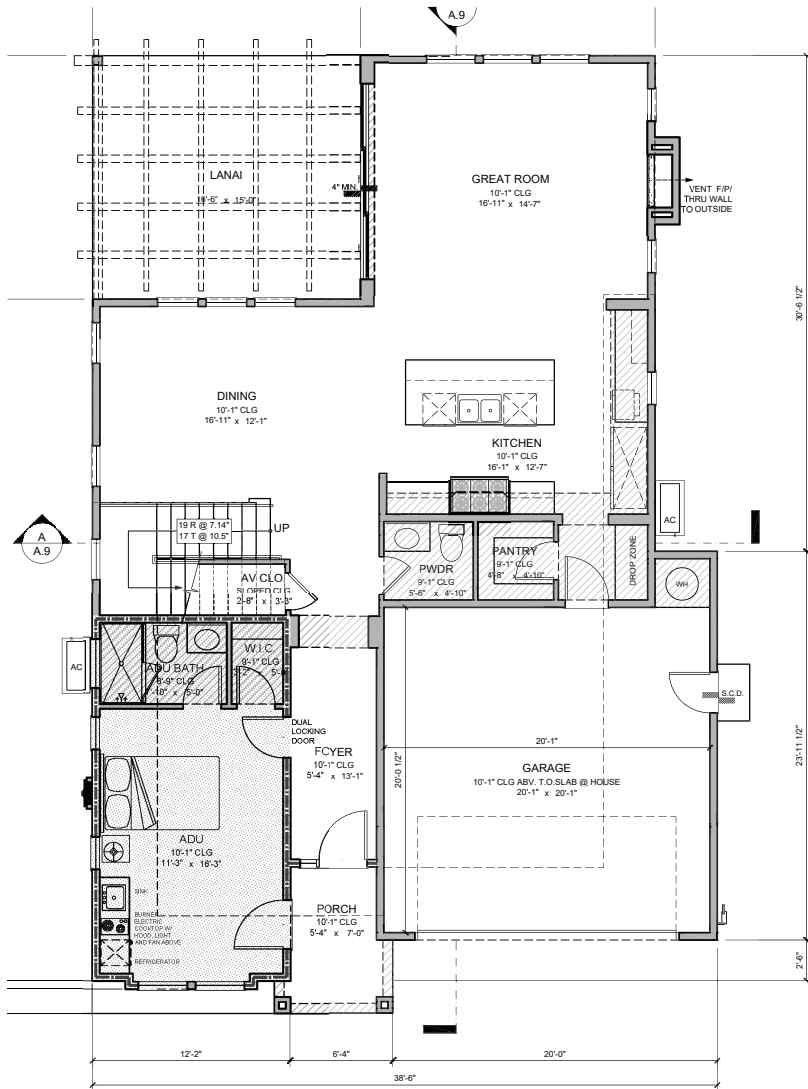 A.9
LANAI
16'-6" x 15'-0"
4" MIN.
GREAT ROOM
10'-1" CLG
16'-11" x 14'-7"
VENT F/P/
THRU WALL
TO OUTSIDE
30'-6 1/2"
DINING
10'-1" CLG
16'-11" x 12'-1"
KITCHEN
10'-1" CLG
16'-1" x 12'-7"
19 R @ 7.14"
17 T @ 10.5"
UP
A
A.9
AC
PWDR
9'-1" CLG
5'-6" x 4'-10"
PANTRY
9'-1" CLG
4'-8" x 4'-10"
DROP ZONE
WH
AV CLO
SLOPED CLG
2'-8" x 3'-3"
AC
ADU BATH
8'-9" CLG
7'-10" x 5'-0"
W.I.C.
9'-1" CLG
DUAL
LOCKING
DOOR
FOYER
10'-1" CLG
5'-4" x 13'-1"
S.C.D.
20'-1"
20'-0 1/2"
GARAGE
10'-1" CLG ABV. T.O.SLAB @ HOUSE
20'-1" x 20'-1"
23'-11 1/2"
ADU
10'-1" CLG
11'-3" x 16'-3"
SINK
BURNER
ELECTRIC
COOKTOP W/
HOOD, LIGHT
AND FAN ABOVE
REFRIGERATOR
PORCH
10'-1" CLG
5'-4" x 7'-0"
2'-6"
12'-2"
6'-4"
20'-0"
38'-6"